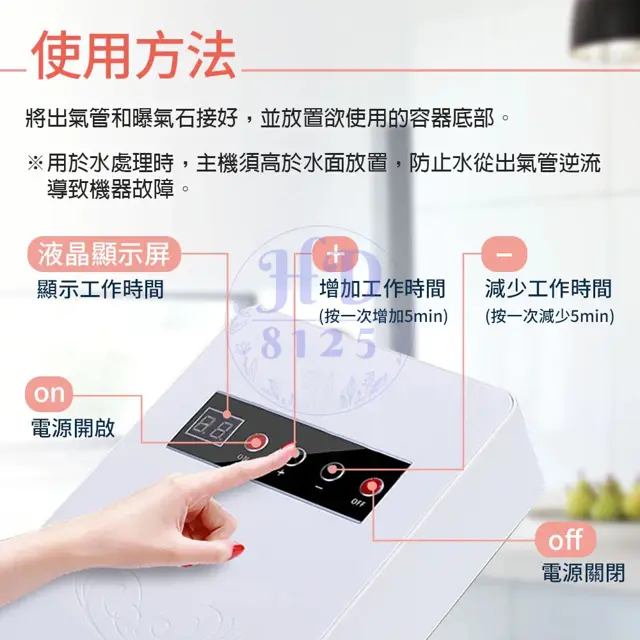 使用方法
將出氣管和曝氣石接好，並放置欲使用的容器底部。
※用於水處理時，主機須高於水面放置，防止水從出氣管逆流
導致機器故障。
液晶顯示屏
顯示工作時間
+
增加工作時間
(按一次增加5min)
−
減少工作時間
(按一次減少5min)
HD
8125
on
電源開啟
88
ON
+
−
OFF
off
電源關閉